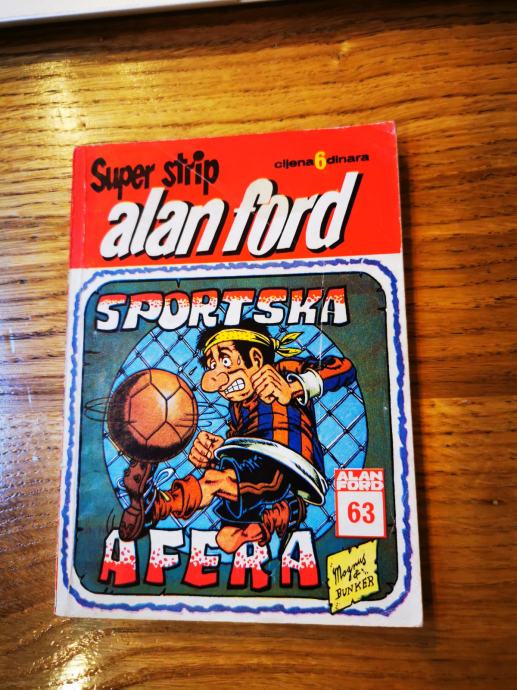 Super strip
cijena 6 dinara
alan ford
SPORTSKA
ALAN
FORD
63
AFERA
Magnus
&
BUNKER